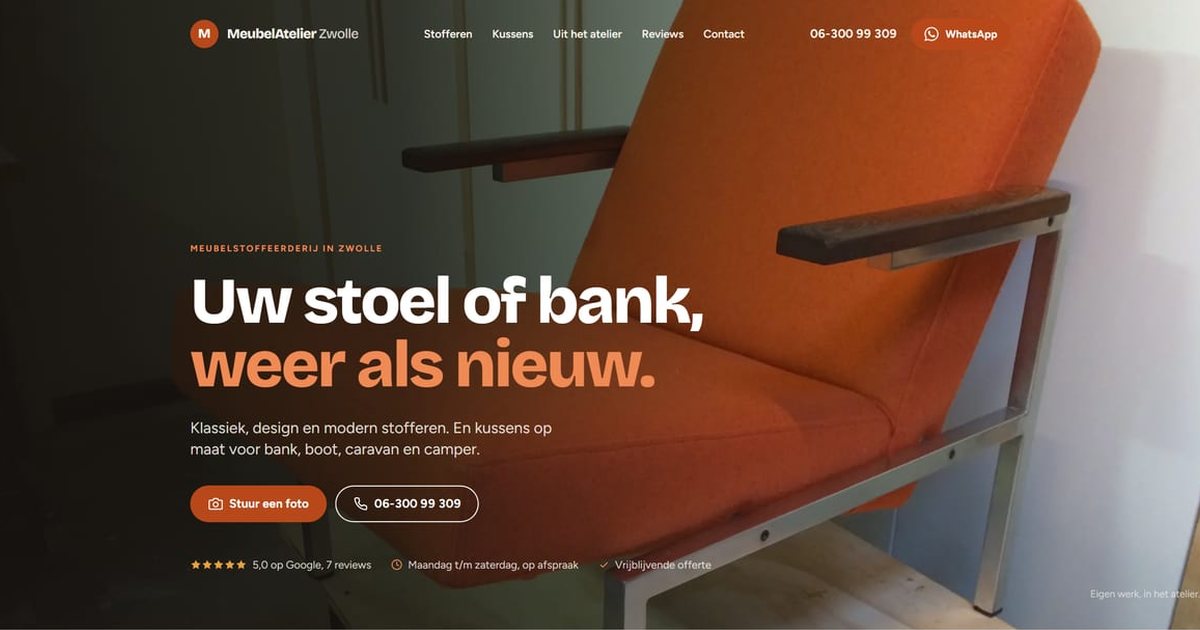 M MeubelAtelier Zwolle Stofferen Kussens Uit het atelier Reviews Contact 06-300 99 309 WhatsApp
MEUBELSTOFFEERDERIJ IN ZWOLLE
Uw stoel of bank,
weer als nieuw.
Klassiek, design en modern stofferen. En kussens op
maat voor bank, boot, caravan en camper.
Stuur een foto 06-300 99 309
5,0 op Google, 7 reviews Maandag t/m zaterdag, op afspraak Vrijblijvende offerte
Eigen werk, in het atelier.